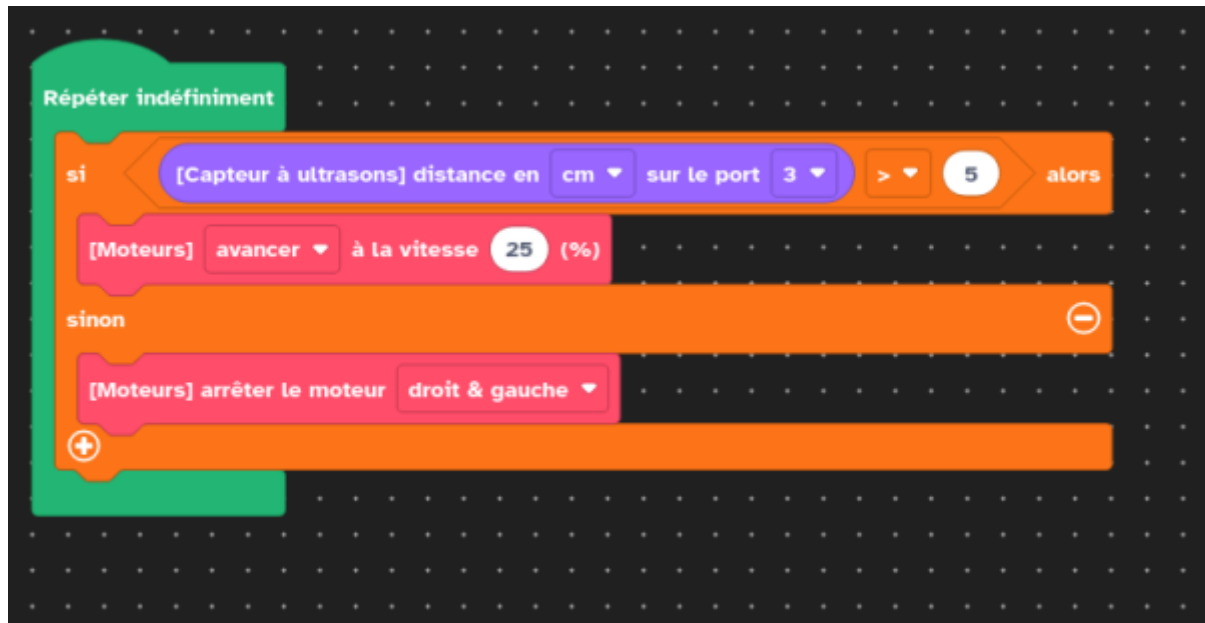 Répéter indéfiniment
si [Capteur à ultrasons] distance en cm sur le port 3 > 5 alors
[Moteurs] avancer à la vitesse 25 (%)
sinon
[Moteurs] arrêter le moteur droit & gauche